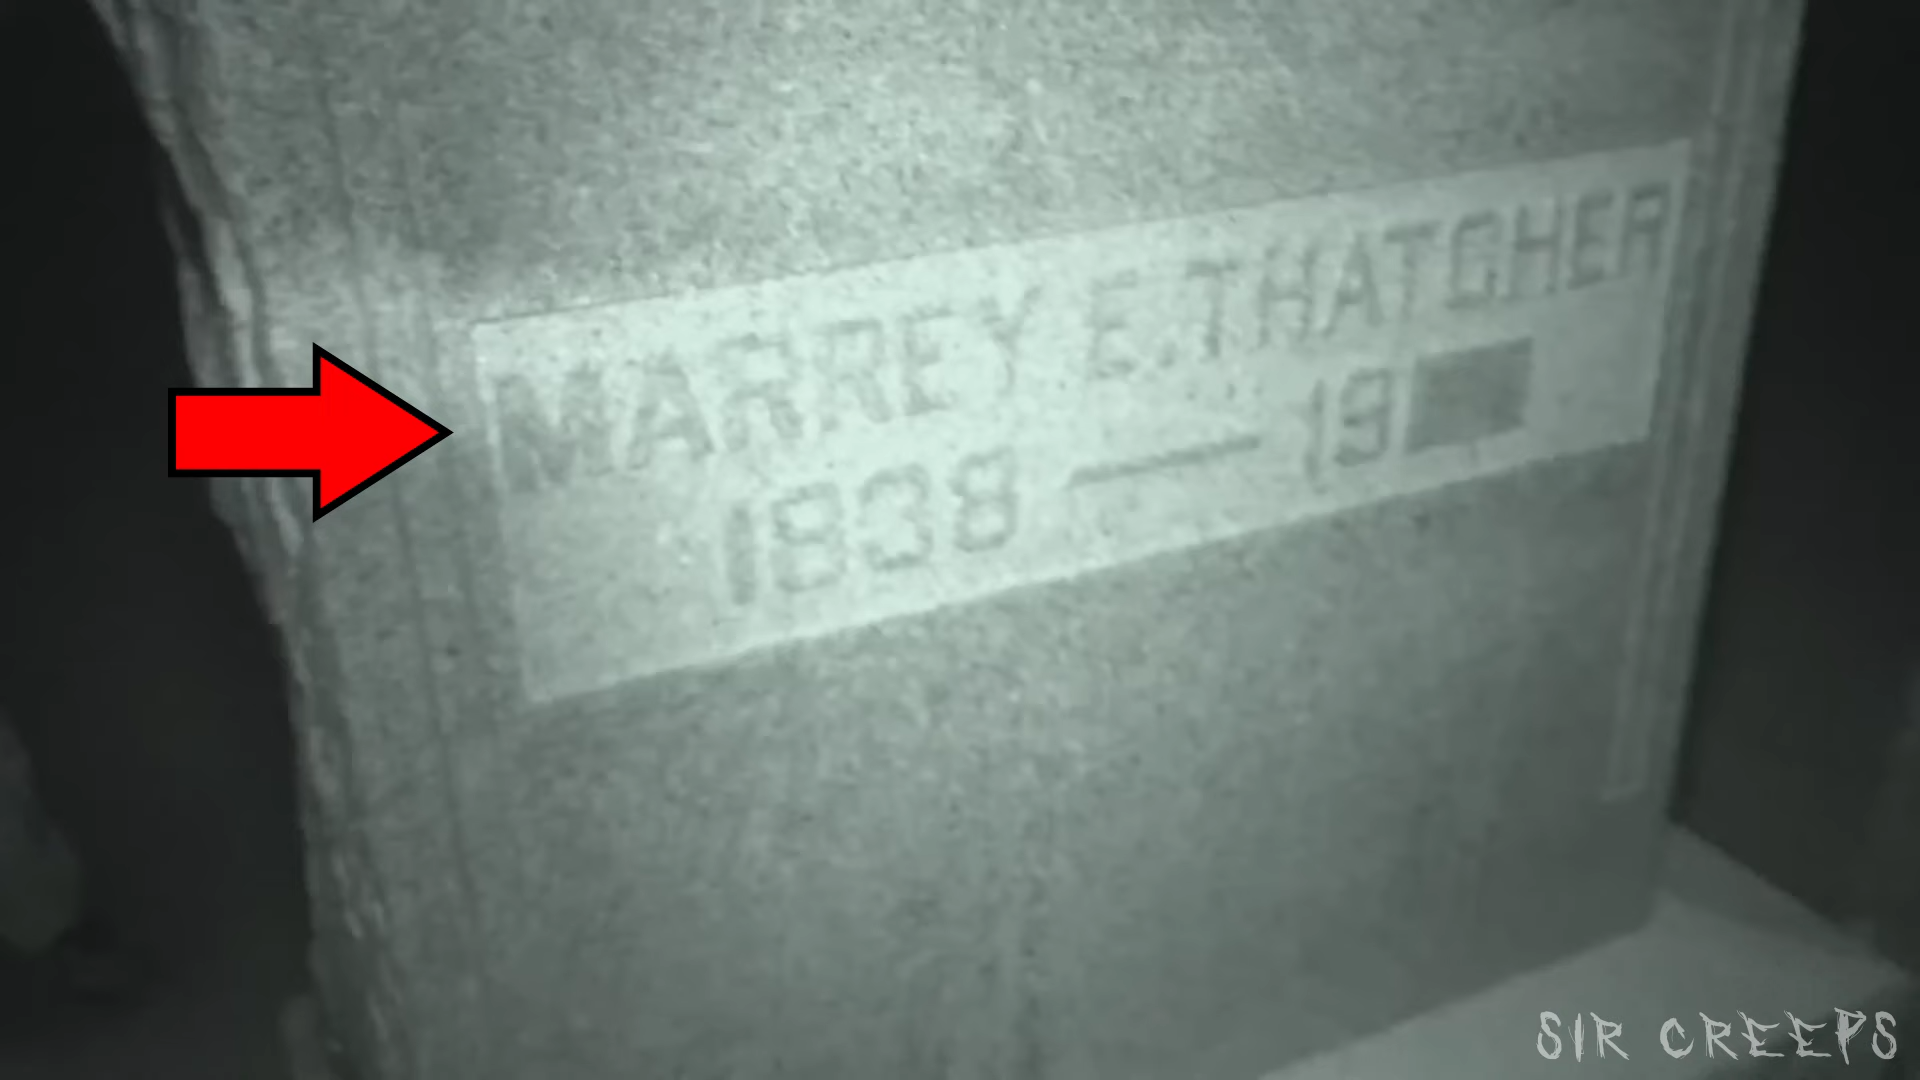 MARREY E. THATCHER
1838 — 19
SIR CREEPS